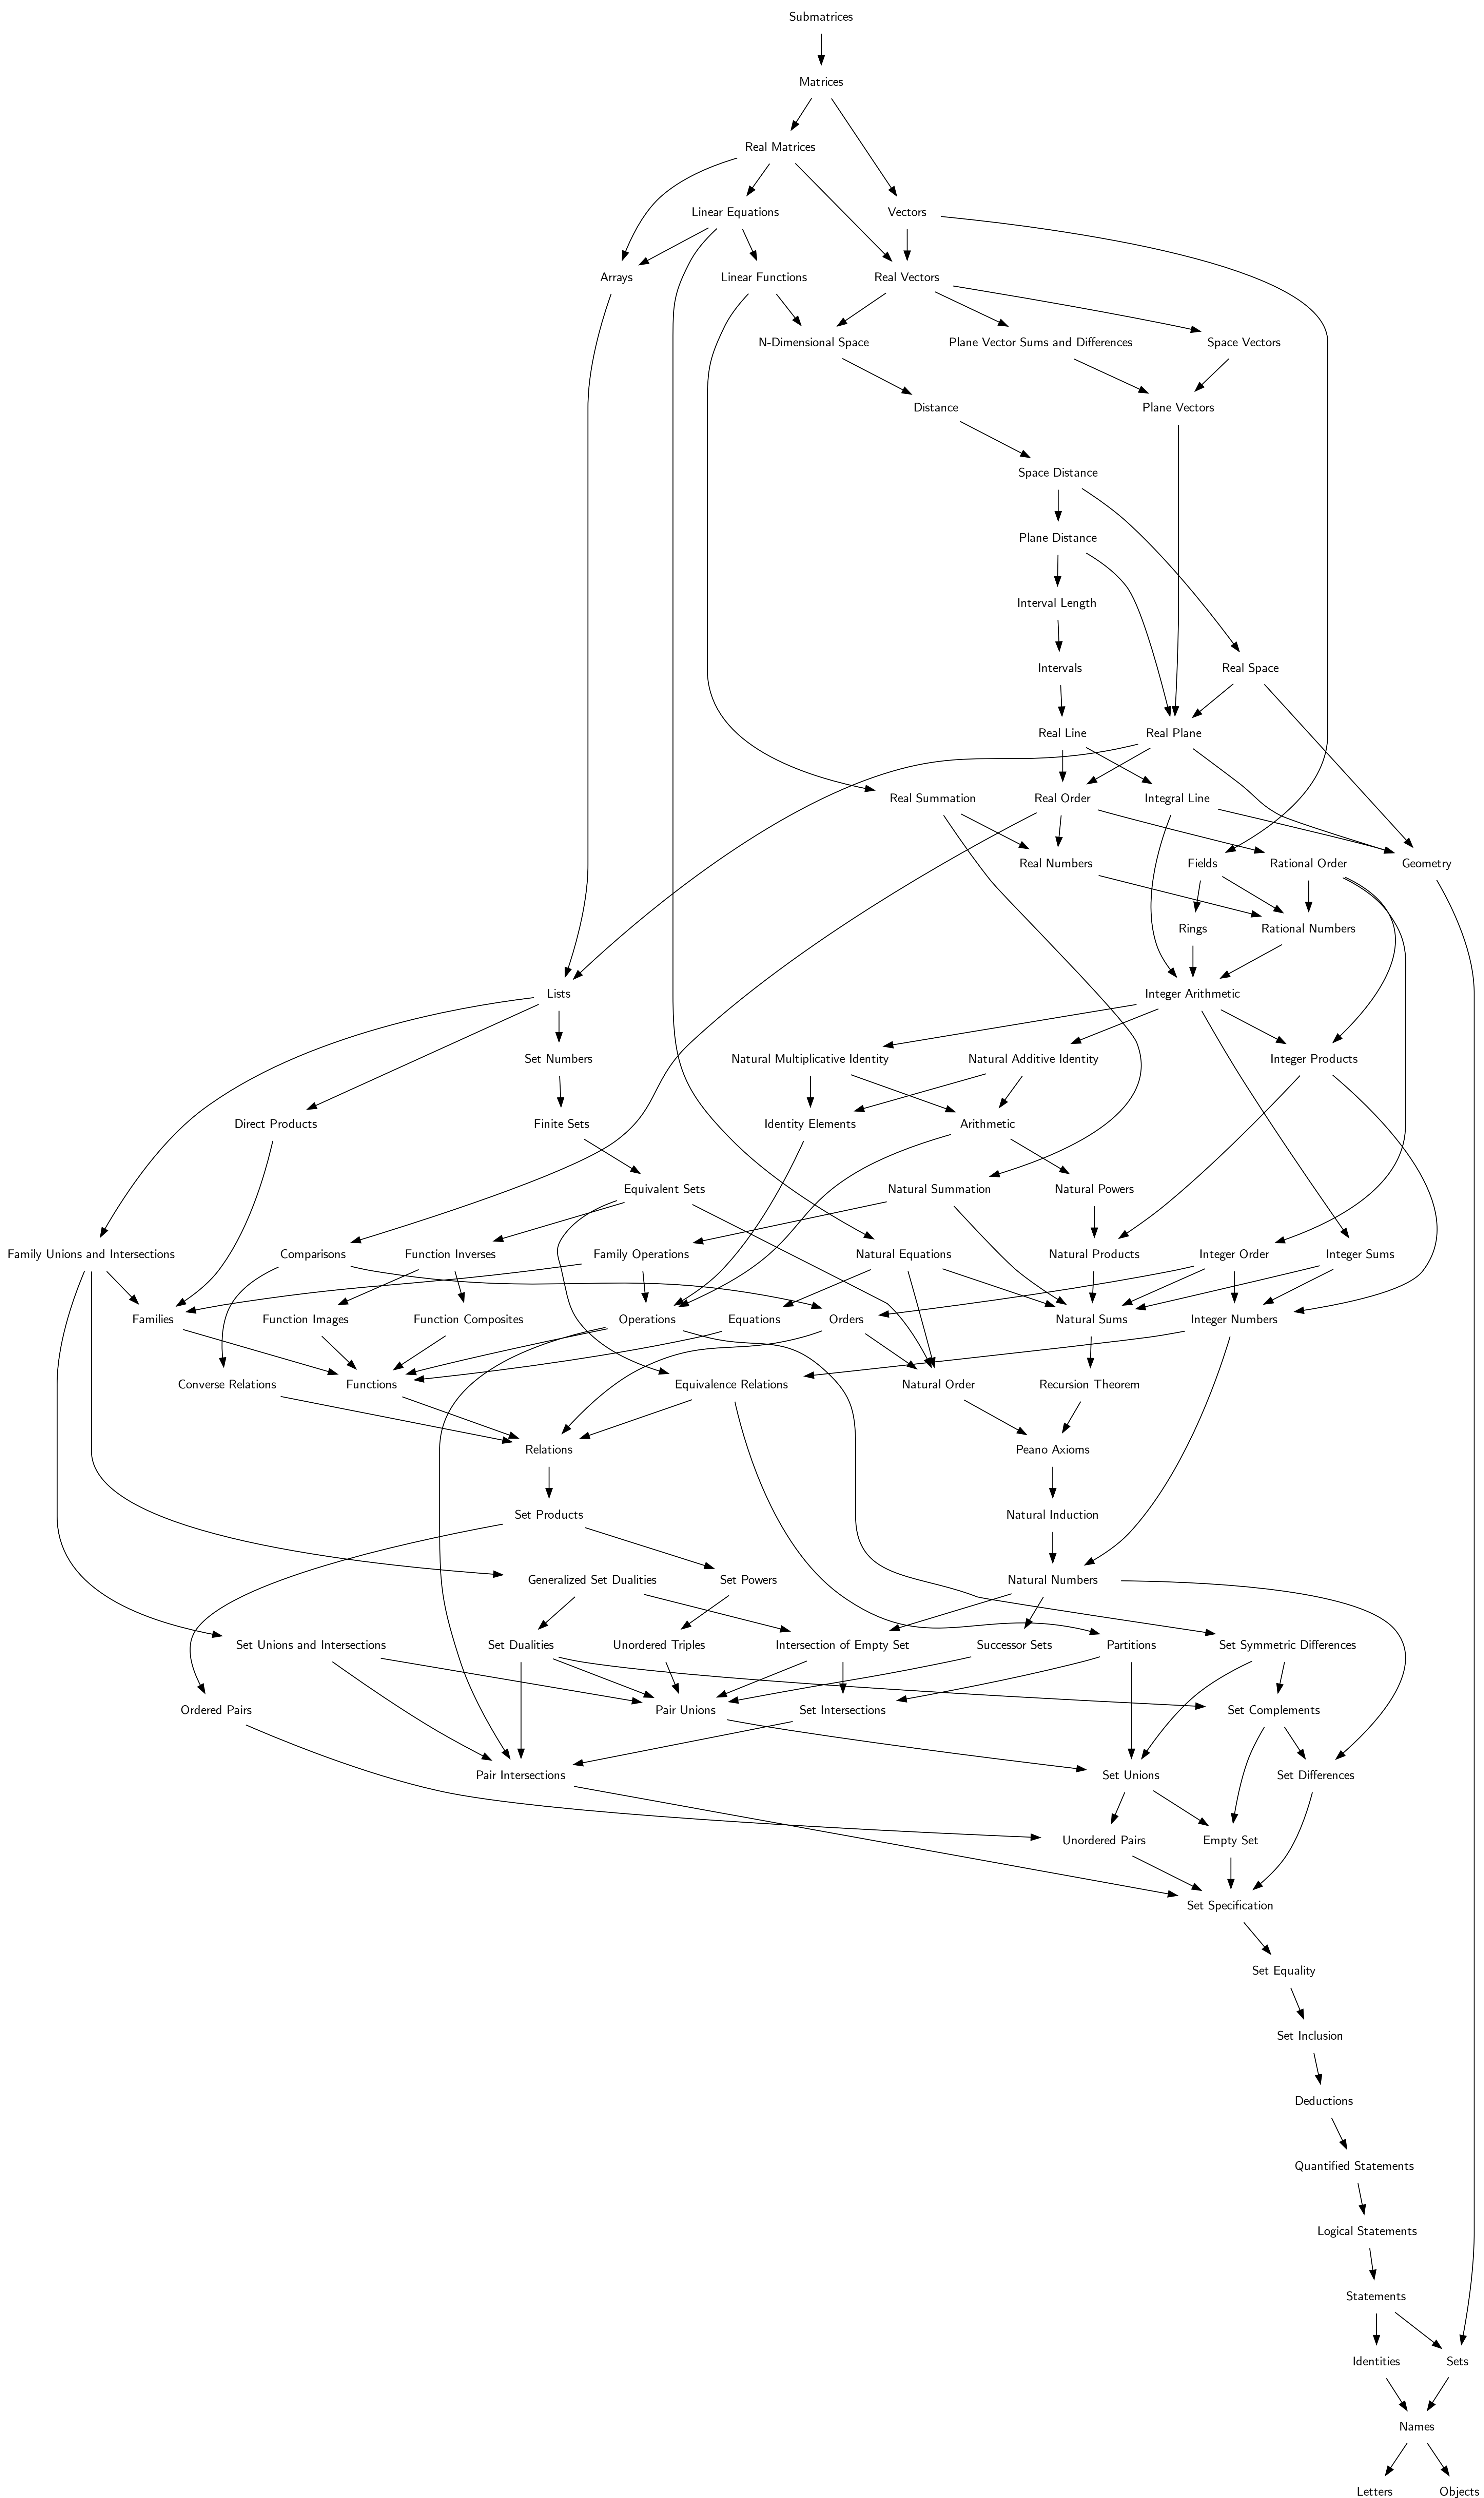 Submatrices
Matrices
Real Matrices
Linear Equations
Vectors
Arrays
Linear Functions
Real Vectors
N-Dimensional Space
Plane Vector Sums and Differences
Space Vectors
Distance
Plane Vectors
Space Distance
Plane Distance
Interval Length
Intervals
Real Space
Real Line
Real Plane
Real Summation
Real Order
Integral Line
Real Numbers
Fields
Rational Order
Geometry
Rings
Rational Numbers
Lists
Integer Arithmetic
Set Numbers
Natural Multiplicative Identity
Natural Additive Identity
Integer Products
Direct Products
Finite Sets
Identity Elements
Arithmetic
Equivalent Sets
Natural Summation
Natural Powers
Family Unions and Intersections
Comparisons
Function Inverses
Family Operations
Natural Equations
Natural Products
Integer Order
Integer Sums
Families
Function Images
Function Composites
Operations
Equations
Orders
Natural Sums
Integer Numbers
Converse Relations
Functions
Equivalence Relations
Natural Order
Recursion Theorem
Relations
Peano Axioms
Set Products
Natural Induction
Generalized Set Dualities
Set Powers
Natural Numbers
Set Unions and Intersections
Set Dualities
Unordered Triples
Intersection of Empty Set
Successor Sets
Partitions
Set Symmetric Differences
Ordered Pairs
Pair Unions
Set Intersections
Set Complements
Pair Intersections
Set Unions
Set Differences
Unordered Pairs
Empty Set
Set Specification
Set Equality
Set Inclusion
Deductions
Quantified Statements
Logical Statements
Statements
Identities
Sets
Names
Letters
Objects